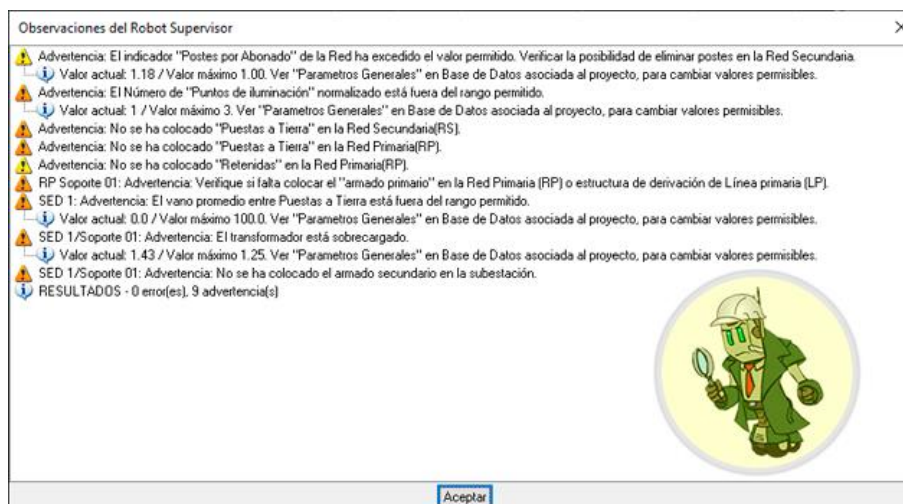 Observaciones del Robot Supervisor
Advertencia: El indicador "Postes por Abonado" de la Red ha excedido el valor permitido. Verificar la posibilidad de eliminar postes en la Red Secundaria.
Valor actual: 1.18 / Valor máximo 1.00. Ver "Parametros Generales" en Base de Datos asociada al proyecto, para cambiar valores permisibles.
Advertencia: El Número de "Puntos de iluminación" normalizado está fuera del rango permitido.
Valor actual: 1 / Valor máximo 3. Ver "Parametros Generales" en Base de Datos asociada al proyecto, para cambiar valores permisibles.
Advertencia: No se ha colocado "Puestas a Tierra" en la Red Secundaria(RS).
Advertencia: No se ha colocado "Puestas a Tierra" en la Red Primaria(RP).
Advertencia: No se ha colocado "Retenidas" en la Red Primaria(RP).
RP Soporte 01: Advertencia: Verifique si falta colocar el "armado primario" en la Red Primaria (RP) o estructura de derivación de Línea primaria (LP).
SED 1: Advertencia: El vano promedio entre Puestas a Tierra está fuera del rango permitido.
Valor actual: 0.0 / Valor máximo 100.0. Ver "Parametros Generales" en Base de Datos asociada al proyecto, para cambiar valores permisibles.
SED 1/Soporte 01: Advertencia: El transformador está sobrecargado.
Valor actual: 1.43 / Valor máximo 1.25. Ver "Parametros Generales" en Base de Datos asociada al proyecto, para cambiar valores permisibles.
SED 1/Soporte 01: Advertencia: No se ha colocado el armado secundario en la subestación.
RESULTADOS - 0 error(es), 9 advertencia(s)
Aceptar